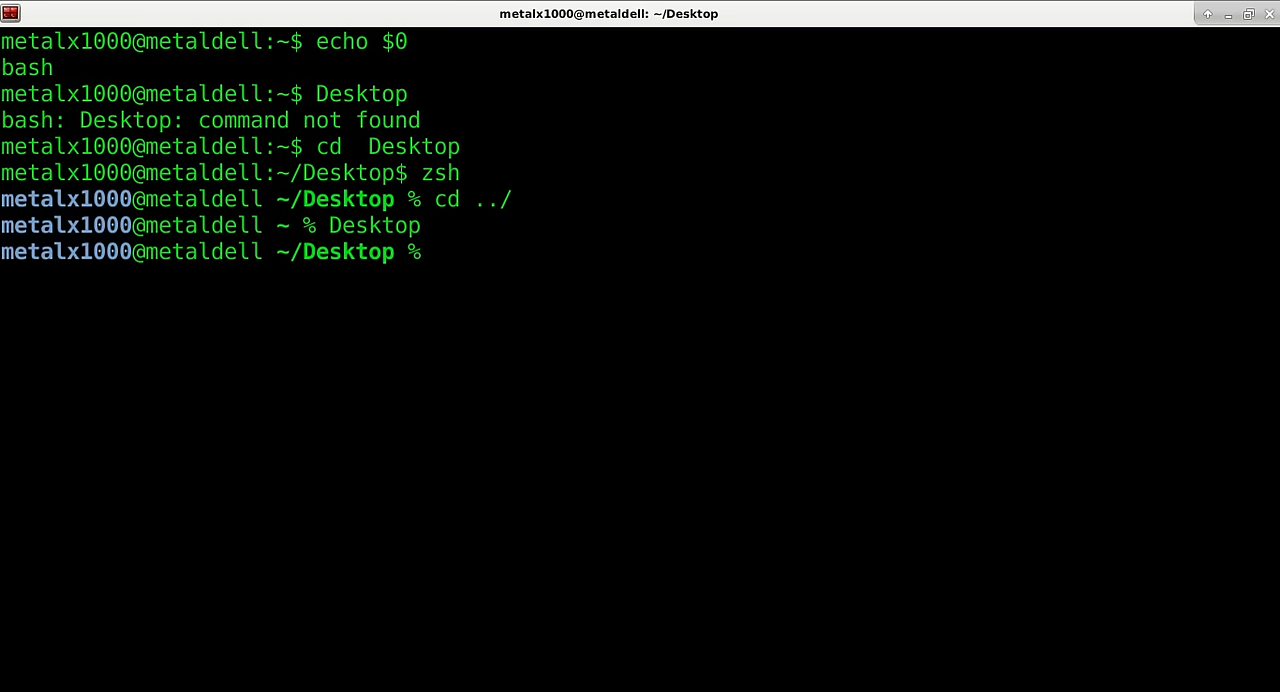 metalx1000@metaldell: ~/Desktop
metalx1000@metaldell:~$ echo $0
bash
metalx1000@metaldell:~$ Desktop
bash: Desktop: command not found
metalx1000@metaldell:~$ cd  Desktop
metalx1000@metaldell:~/Desktop$ zsh
metalx1000@metaldell ~/Desktop % cd ../
metalx1000@metaldell ~ % Desktop
metalx1000@metaldell ~/Desktop %